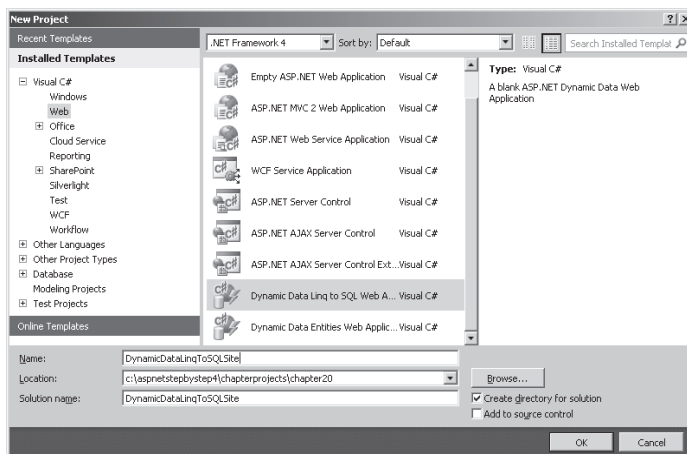 New Project
Recent Templates
Installed Templates
Visual C#
Windows
Web
Office
Cloud Service
Reporting
SharePoint
Silverlight
Test
WCF
Workflow
Other Languages
Other Project Types
Database
Modeling Projects
Test Projects
Online Templates
.NET Framework 4 Sort by: Default Search Installed Templat
Empty ASP.NET Web Application Visual C#
ASP.NET MVC 2 Web Application Visual C#
ASP.NET Web Service Application Visual C#
WCF Service Application Visual C#
ASP.NET Server Control Visual C#
ASP.NET AJAX Server Control Visual C#
ASP.NET AJAX Server Control Ext... Visual C#
Dynamic Data Linq to SQL Web A... Visual C#
Dynamic Data Entities Web Applic... Visual C#
Type: Visual C#
A blank ASP.NET Dynamic Data Web
Application
Name: DynamicDataLinqToSQLSite
Location: c:\aspnetstepbystep4\chapterprojects\chapter20 Browse...
Solution name: DynamicDataLinqToSQLSite
Create directory for solution
Add to source control
OK Cancel